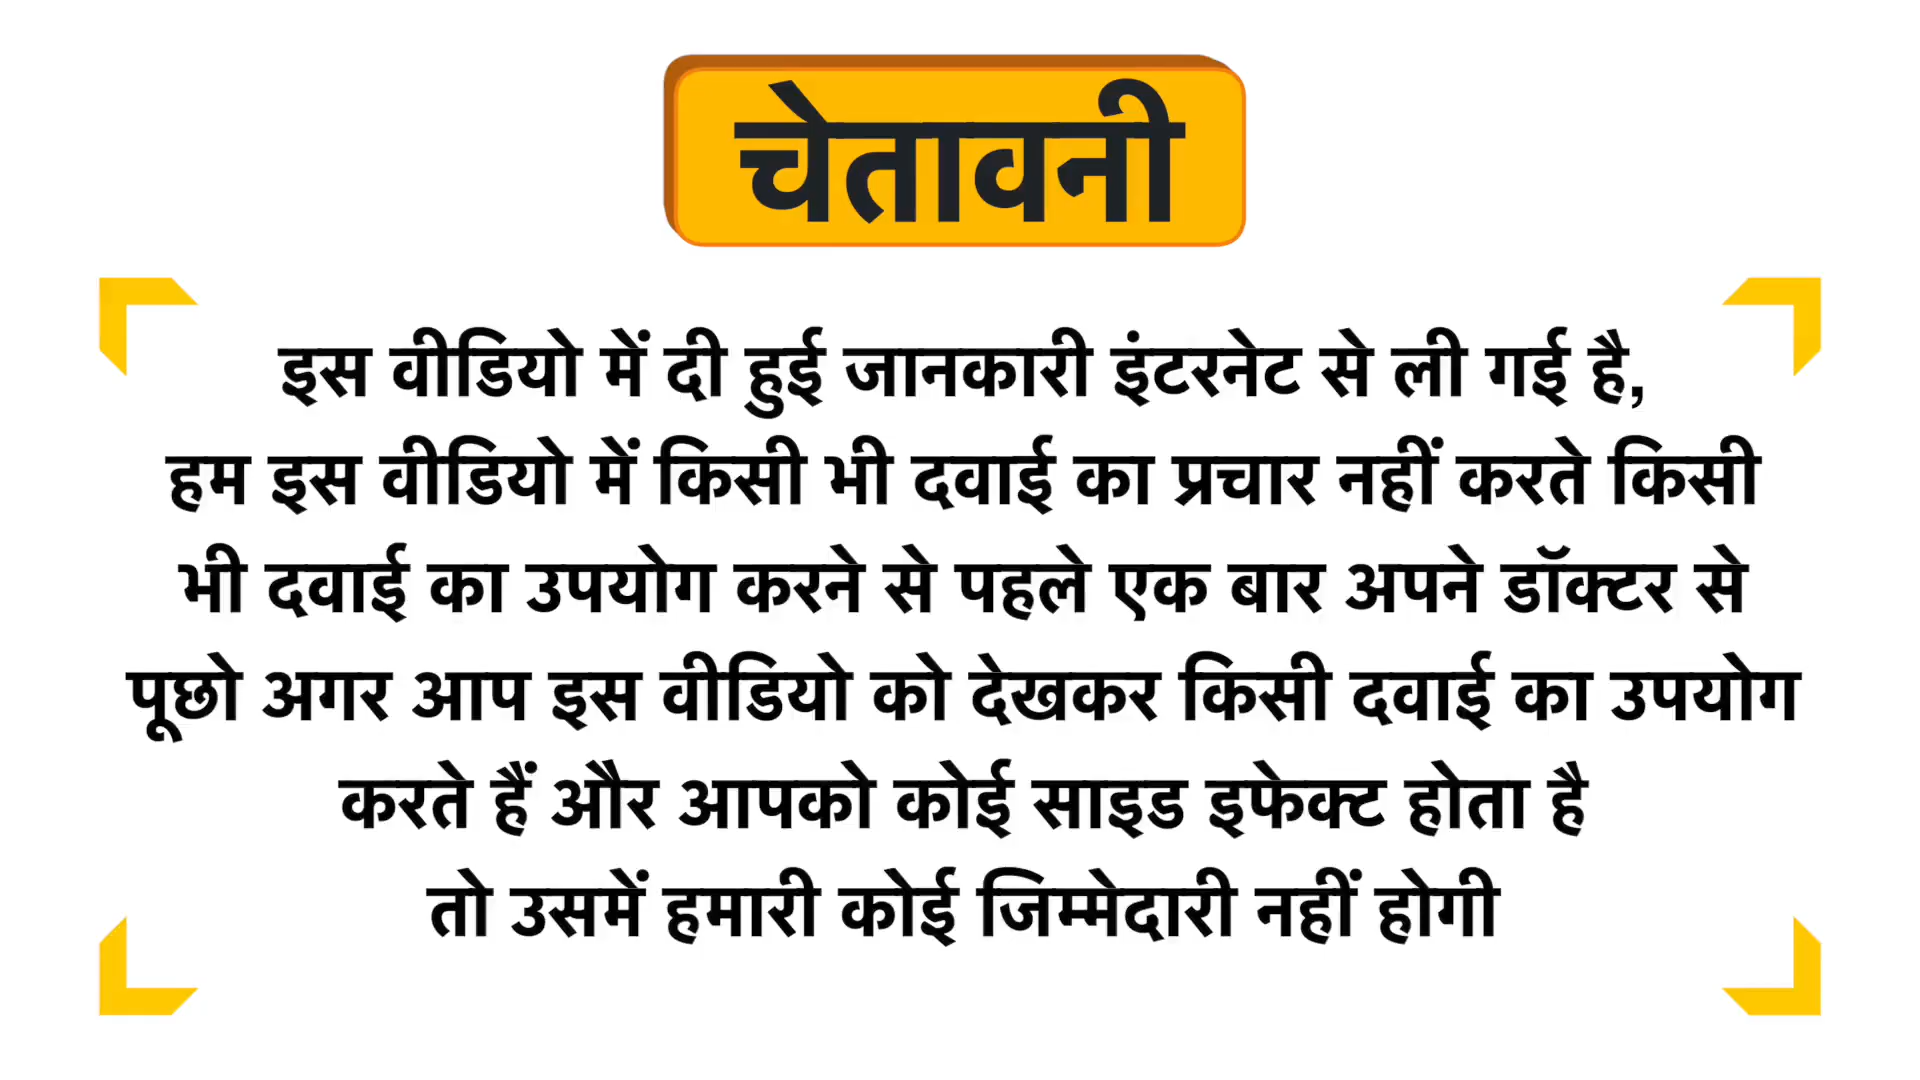 चेतावनी
इस वीडियो में दी हुई जानकारी इंटरनेट से ली गई है,
हम इस वीडियो में किसी भी दवाई का प्रचार नहीं करते किसी
भी दवाई का उपयोग करने से पहले एक बार अपने डॉक्टर से
पूछो अगर आप इस वीडियो को देखकर किसी दवाई का उपयोग
करते हैं और आपको कोई साइड इफेक्ट होता है
तो उसमें हमारी कोई जिम्मेदारी नहीं होगी